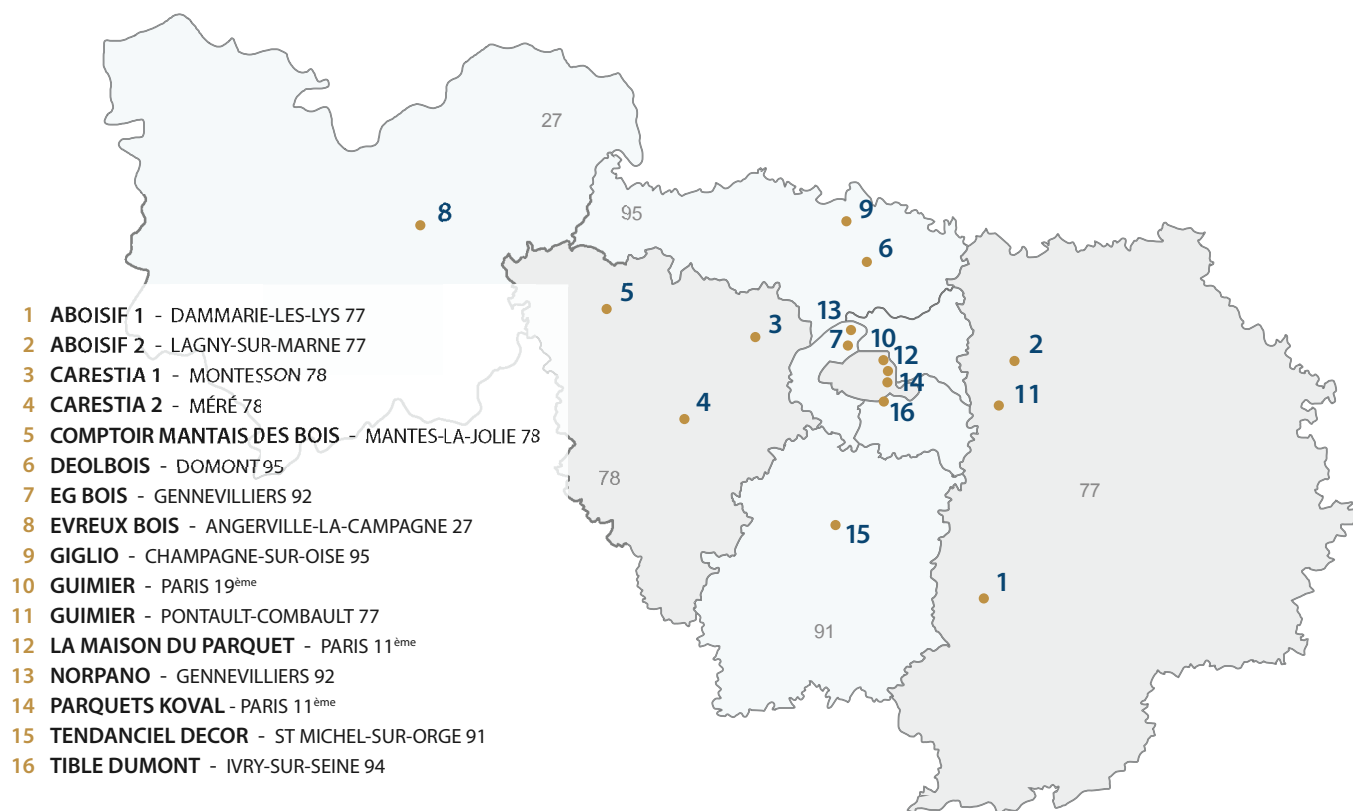 27
95
8
9
6
5
3
13
7
10
12
14
16
2
11
4
78
77
15
1
91
1 ABOISIF 1 - DAMMARIE-LES-LYS 77
2 ABOISIF 2 - LAGNY-SUR-MARNE 77
3 CARESTIA 1 - MONTESSON 78
4 CARESTIA 2 - MÉRÉ 78
5 COMPTOIR MANTAIS DES BOIS - MANTES-LA-JOLIE 78
6 DEOLBOIS - DOMONT 95
7 EG BOIS - GENNEVILLIERS 92
8 EVREUX BOIS - ANGERVILLE-LA-CAMPAGNE 27
9 GIGLIO - CHAMPAGNE-SUR-OISE 95
10 GUIMIER - PARIS 19ème
11 GUIMIER - PONTAULT-COMBAULT 77
12 LA MAISON DU PARQUET - PARIS 11ème
13 NORPANO - GENNEVILLIERS 92
14 PARQUETS KOVAL - PARIS 11ème
15 TENDANCIEL DECOR - ST MICHEL-SUR-ORGE 91
16 TIBLE DUMONT - IVRY-SUR-SEINE 94